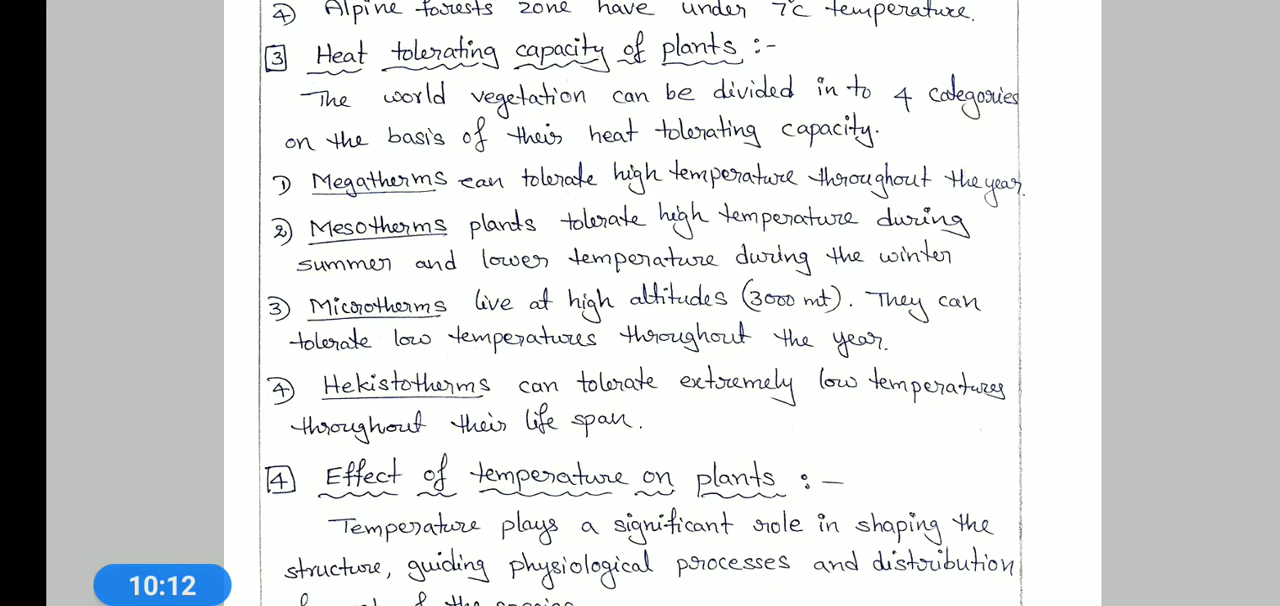 4) Alpine forests zone have under 7°c temperature.
3 Heat tolerating capacity of plants :-
The world vegetation can be divided in to 4 categories
on the basis of their heat tolerating capacity.
1) Megatherms can tolerate high temperature throughout the year.
2) Mesotherms plants tolerate high temperature during
summer and lower temperature during the winter
3) Microtherms live at high altitudes (3000 mt). They can
tolerate low temperatures throughout the year.
4) Hekistotherms can tolerate extremely low temperatures
throughout their life span.
4 Effect of temperature on plants :-
Temperature plays a significant role in shaping the
structure, guiding physiological processes and distribution
of the
10:12